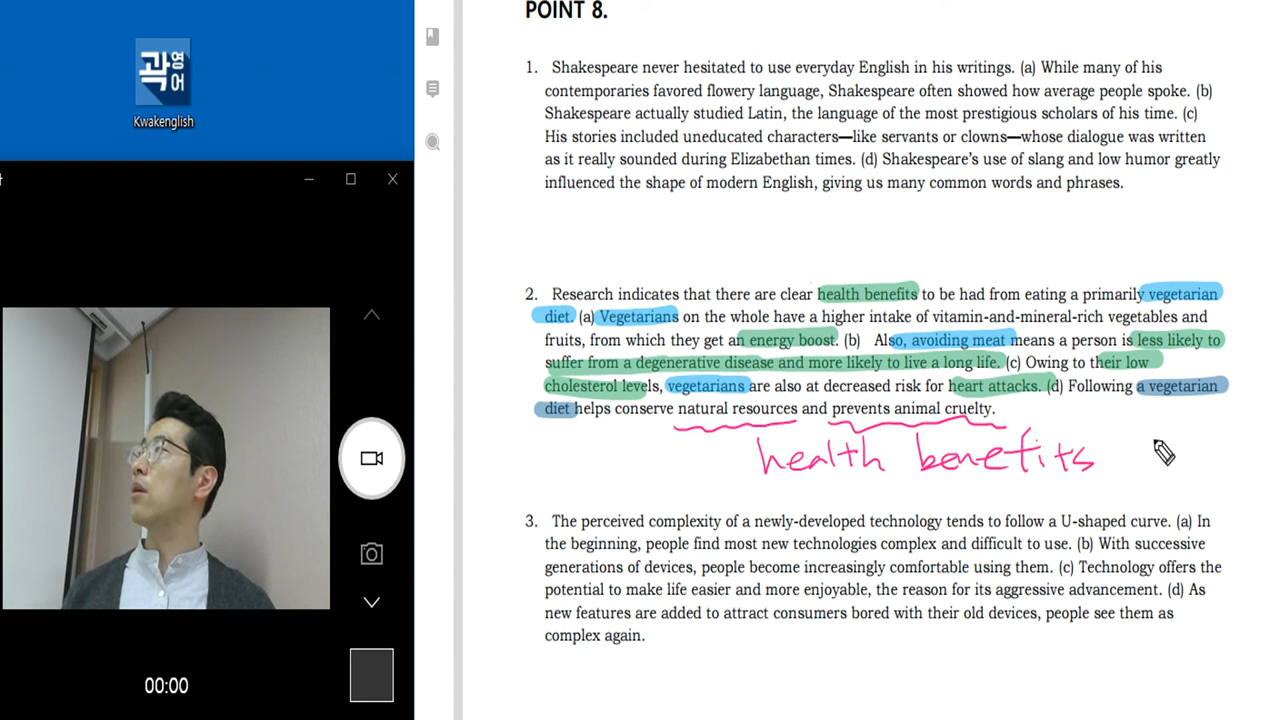 곽영어
Kwakenglish
00:00
POINT 8.
1. Shakespeare never hesitated to use everyday English in his writings. (a) While many of his
contemporaries favored flowery language, Shakespeare often showed how average people spoke. (b)
Shakespeare actually studied Latin, the language of the most prestigious scholars of his time. (c)
His stories included uneducated characters—like servants or clowns—whose dialogue was written
as it really sounded during Elizabethan times. (d) Shakespeare's use of slang and low humor greatly
influenced the shape of modern English, giving us many common words and phrases.
2. Research indicates that there are clear health benefits to be had from eating a primarily vegetarian
diet. (a) Vegetarians on the whole have a higher intake of vitamin-and-mineral-rich vegetables and
fruits, from which they get an energy boost. (b) Also, avoiding meat means a person is less likely to
suffer from a degenerative disease and more likely to live a long life. (c) Owing to their low
cholesterol levels, vegetarians are also at decreased risk for heart attacks. (d) Following a vegetarian
diet helps conserve natural resources and prevents animal cruelty.
health benefits
3. The perceived complexity of a newly-developed technology tends to follow a U-shaped curve. (a) In
the beginning, people find most new technologies complex and difficult to use. (b) With successive
generations of devices, people become increasingly comfortable using them. (c) Technology offers the
potential to make life easier and more enjoyable, the reason for its aggressive advancement. (d) As
new features are added to attract consumers bored with their old devices, people see them as
complex again.